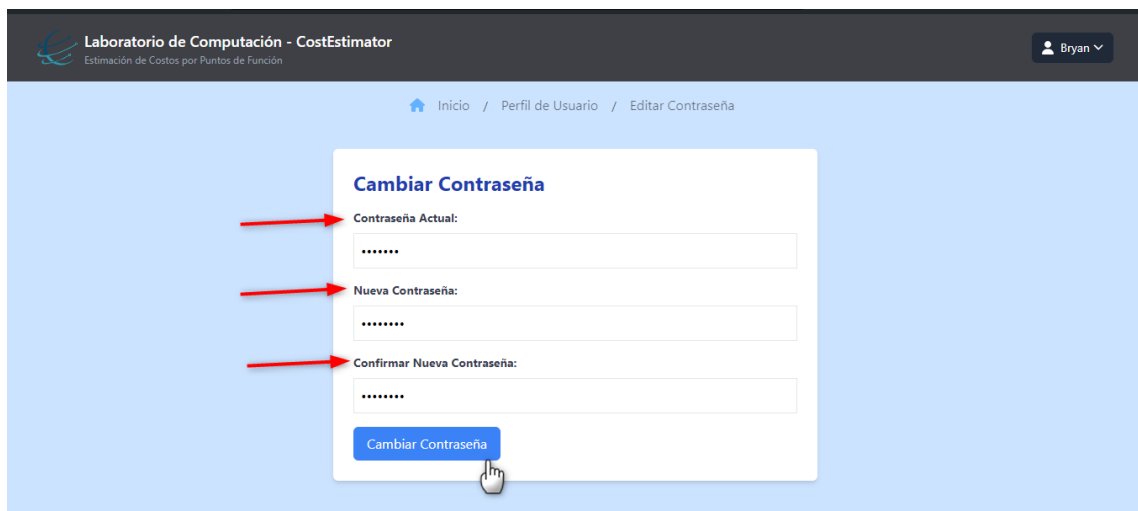 Laboratorio de Computación - CostEstimator
Estimación de Costos por Puntos de Función
Bryan
Inicio / Perfil de Usuario / Editar Contraseña
Cambiar Contraseña
Contraseña Actual:
•••••••
Nueva Contraseña:
••••••••
Confirmar Nueva Contraseña:
••••••••
Cambiar Contraseña